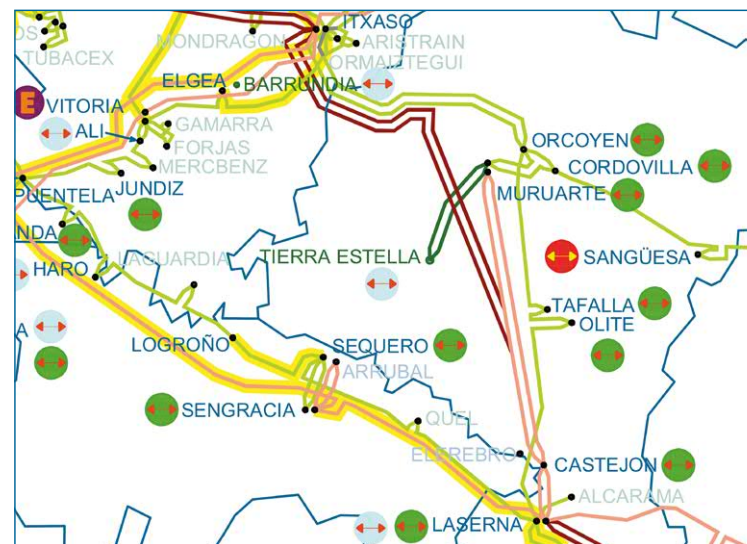 ITXASO
OS
MONDRAGON
ARISTRAIN
TUBACEX
ORMAIZTEGUI
ELGEA
BARRUNDIA
E
VITORIA
GAMARRA
ALI
FORJAS
MERCBENZ
ORCOYEN
CORDOVILLA
PUENTELA
JUNDIZ
MURUARTE
NDA
TIERRA ESTELLA
SANGÜESA
HARO
LAGUARDIA
TAFALLA
OLITE
A
LOGROÑO
SEQUERO
ARRUBAL
SENGRACIA
QUEL
ELEREBRO
CASTEJON
ALCARAMA
LASERNA